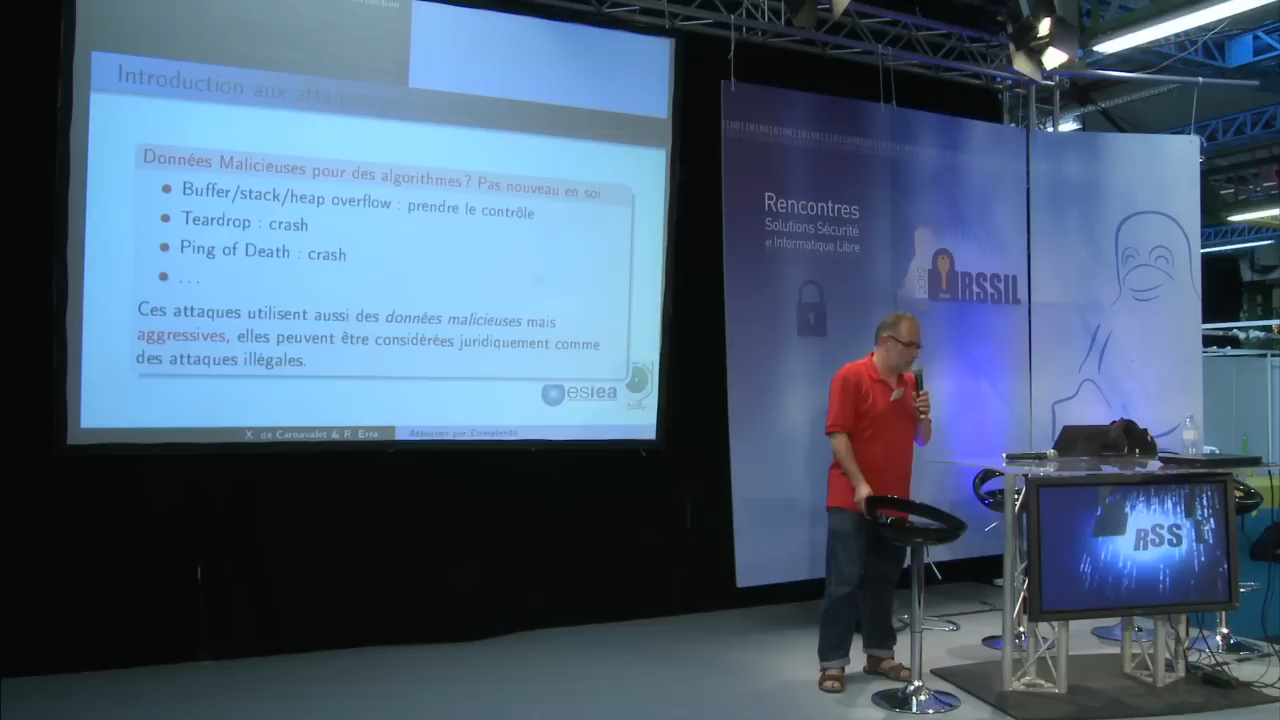 Introduction aux attaques
Données Malicieuses pour des algorithmes ? Pas nouveau en soi
Buffer/stack/heap overflow : prendre le contrôle
Teardrop : crash
Ping of Death : crash
. . .
Ces attaques utilisent aussi des données malicieuses mais
aggressives, elles peuvent être considérées juridiquement comme
des attaques illégales.
esiea
X. de Carnavalet & R. Erra
Attaques par Complexité
Rencontres
Solutions Sécurité
et Informatique Libre
2012
RSSIL
RSS